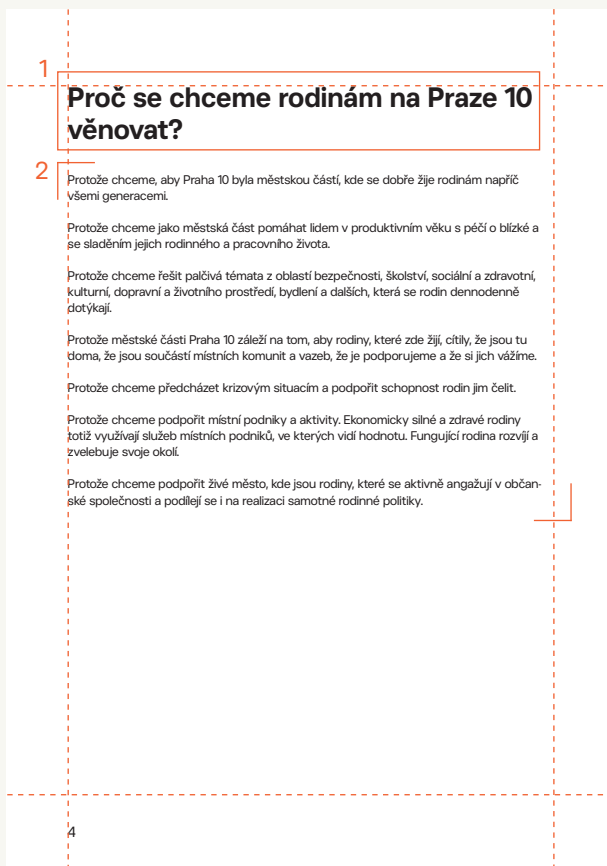 1
Proč se chceme rodinám na Praze 10
věnovat?
2
Protože chceme, aby Praha 10 byla městskou částí, kde se dobře žije rodinám napříč
všemi generacemi.
Protože chceme jako městská část pomáhat lidem v produktivním věku s péčí o blízké a
se sladěním jejich rodinného a pracovního života.
Protože chceme řešit palčivá témata z oblastí bezpečnosti, školství, sociální a zdravotní,
kulturní, dopravní a životního prostředí, bydlení a dalších, která se rodin dennodenně
dotýkají.
Protože městské části Praha 10 záleží na tom, aby rodiny, které zde žijí, cítily, že jsou tu
doma, že jsou součástí místních komunit a vazeb, že je podporujeme a že si jich vážíme.
Protože chceme předcházet krizovým situacím a podpořit schopnost rodin jim čelit.
Protože chceme podpořit místní podniky a aktivity. Ekonomicky silné a zdravé rodiny
totiž využívají služeb místních podniků, ve kterých vidí hodnotu. Fungující rodina rozvíjí a
zvelebuje svoje okolí.
Protože chceme podpořit živé město, kde jsou rodiny, které se aktivně angažují v občan-
ské společnosti a podílejí se i na realizaci samotné rodinné politiky.
4